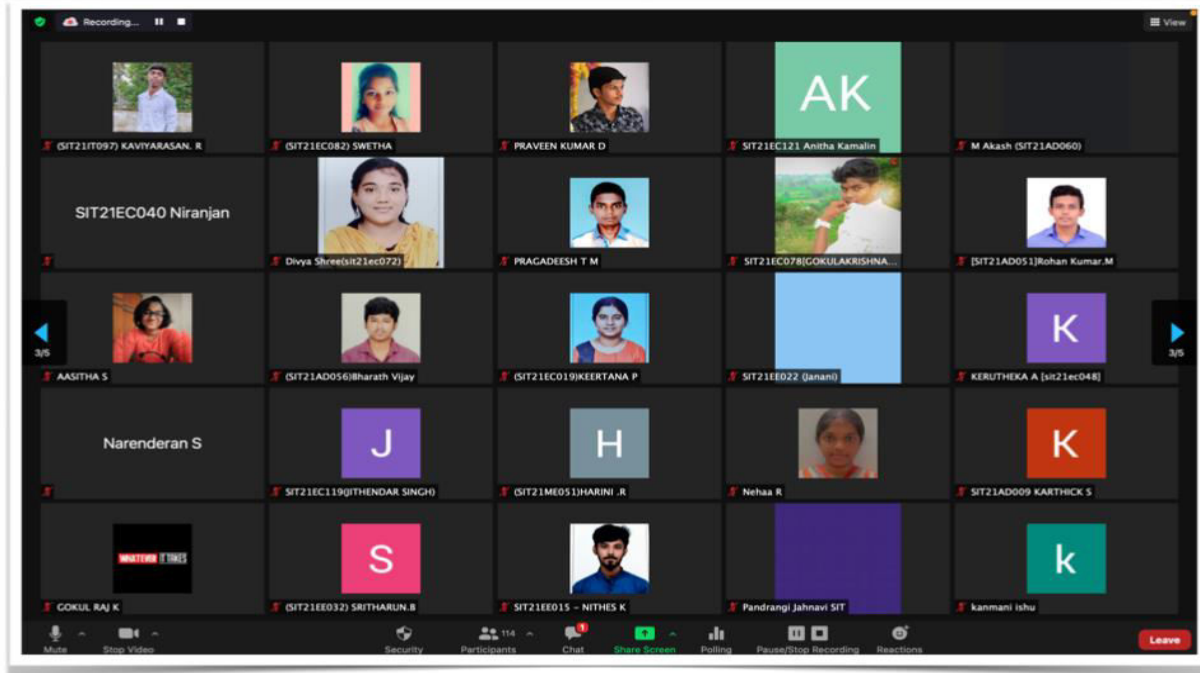 Recording...
View
AK
(SIT21IT097) KAVIYARASAN. R
(SIT21EC082) SWETHA
PRAVEEN KUMAR D
SIT21EC121 Anitha Kamalin
M Akash (SIT21AD060)
SIT21EC040 Niranjan
Divya Shree(sit21ec072)
PRAGADEESH T M
SIT21EC078[GOKULAKRISHNA...
[SIT21AD051]Rohan Kumar.M
K
3/5
3/5
AASITHA S
(SIT21AD056)Bharath Vijay
(SIT21EC019)KEERTANA P
SIT21EE022 (Janani)
KERUTHEKA A [sit21ec048]
Narenderan S
J
H
K
SIT21EC119(JITHENDAR SINGH)
(SIT21ME051)HARINI .R
Nehaa R
SIT21AD009 KARTHICK S
WHATEVER IT TAKES
S
k
GOKUL RAJ K
(SIT21EE032) SRITHARUN.B
SIT21EE015 – NITHES K
Pandrangi Jahnavi SIT
kanmani ishu
114
1
Mute
Stop Video
Security
Participants
Chat
Share Screen
Polling
Pause/Stop Recording
Reactions
Leave